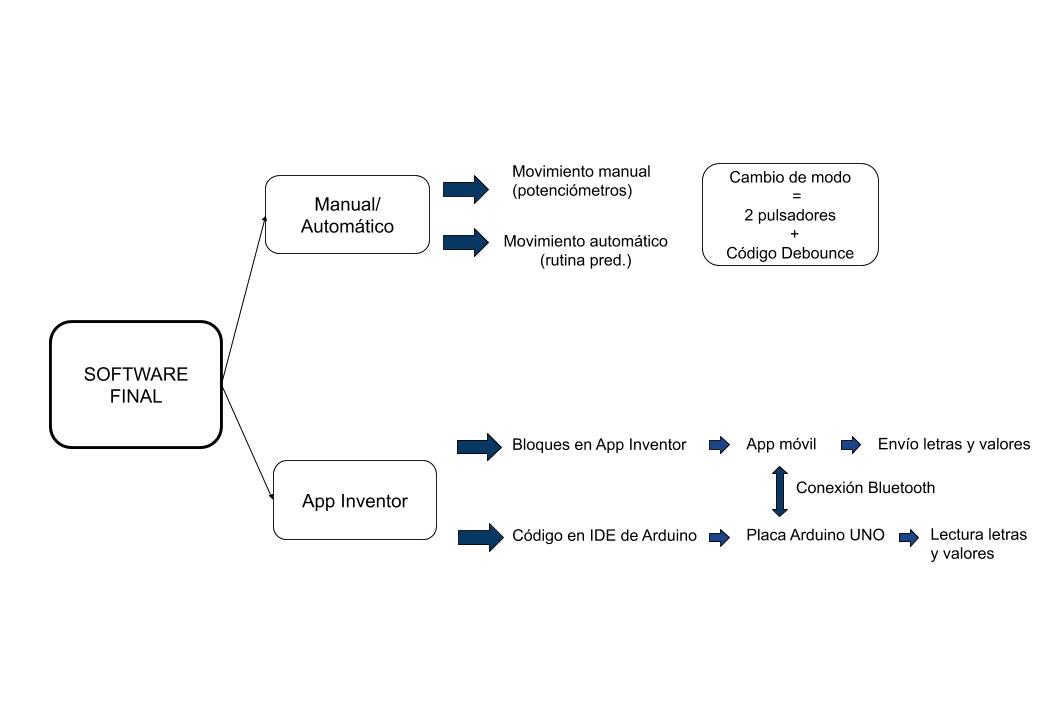 Movimiento manual
(potenciómetros)
Cambio de modo
=
2 pulsadores
+
Código Debounce
Manual/
Automático
Movimiento automático
(rutina pred.)
SOFTWARE
FINAL
Bloques en App Inventor
App móvil
Envío letras y valores
App Inventor
Conexión Bluetooth
Código en IDE de Arduino
Placa Arduino UNO
Lectura letras
y valores